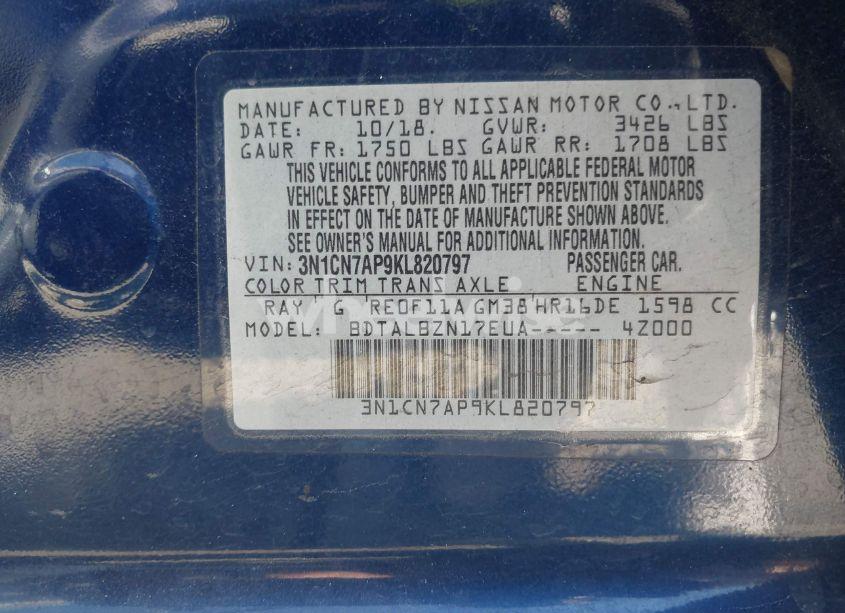 MANUFACTURED BY NISSAN MOTOR CO., LTD.
DATE: 10/18. GVWR: 3426 LBS
GAWR FR: 1750 LBS GAWR RR: 1708 LBS
THIS VEHICLE CONFORMS TO ALL APPLICABLE FEDERAL MOTOR
VEHICLE SAFETY, BUMPER AND THEFT PREVENTION STANDARDS
IN EFFECT ON THE DATE OF MANUFACTURE SHOWN ABOVE.
SEE OWNER'S MANUAL FOR ADDITIONAL INFORMATION.
VIN: 3N1CN7AP9KL820797 PASSENGER CAR.
COLOR TRIM TRANS AXLE ENGINE
RAY G RE0F11A GM38 HR16DE 1598 CC
MODEL: BDTALBZN17EUA----- 4Z000
3N1CN7AP9KL820797